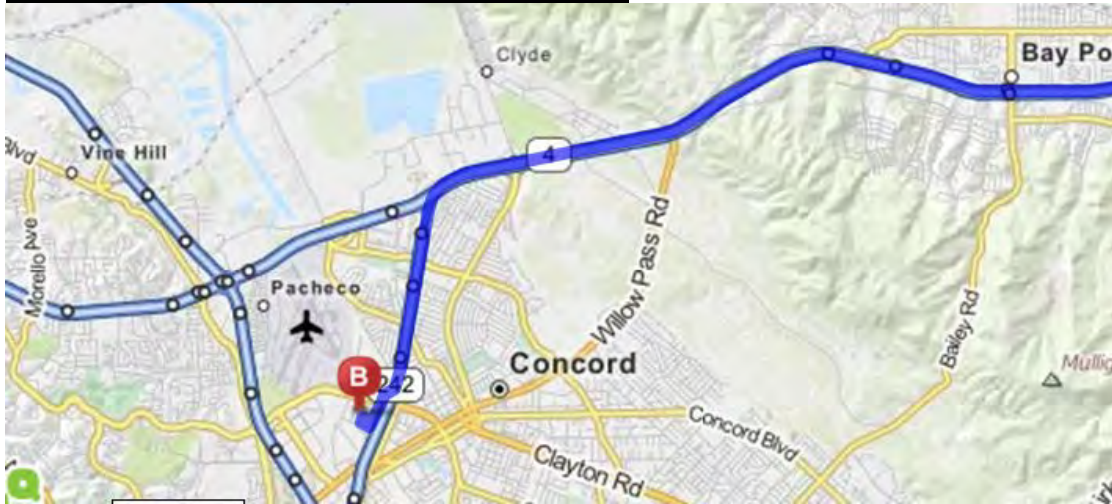 Clyde
Bay Po
4
Blvd
Vine Hill
Morello Ave
Pacheco
Willow Pass Rd
Bailey Rd
Concord
B
242
Mullig
Concord Blvd
Clayton Rd